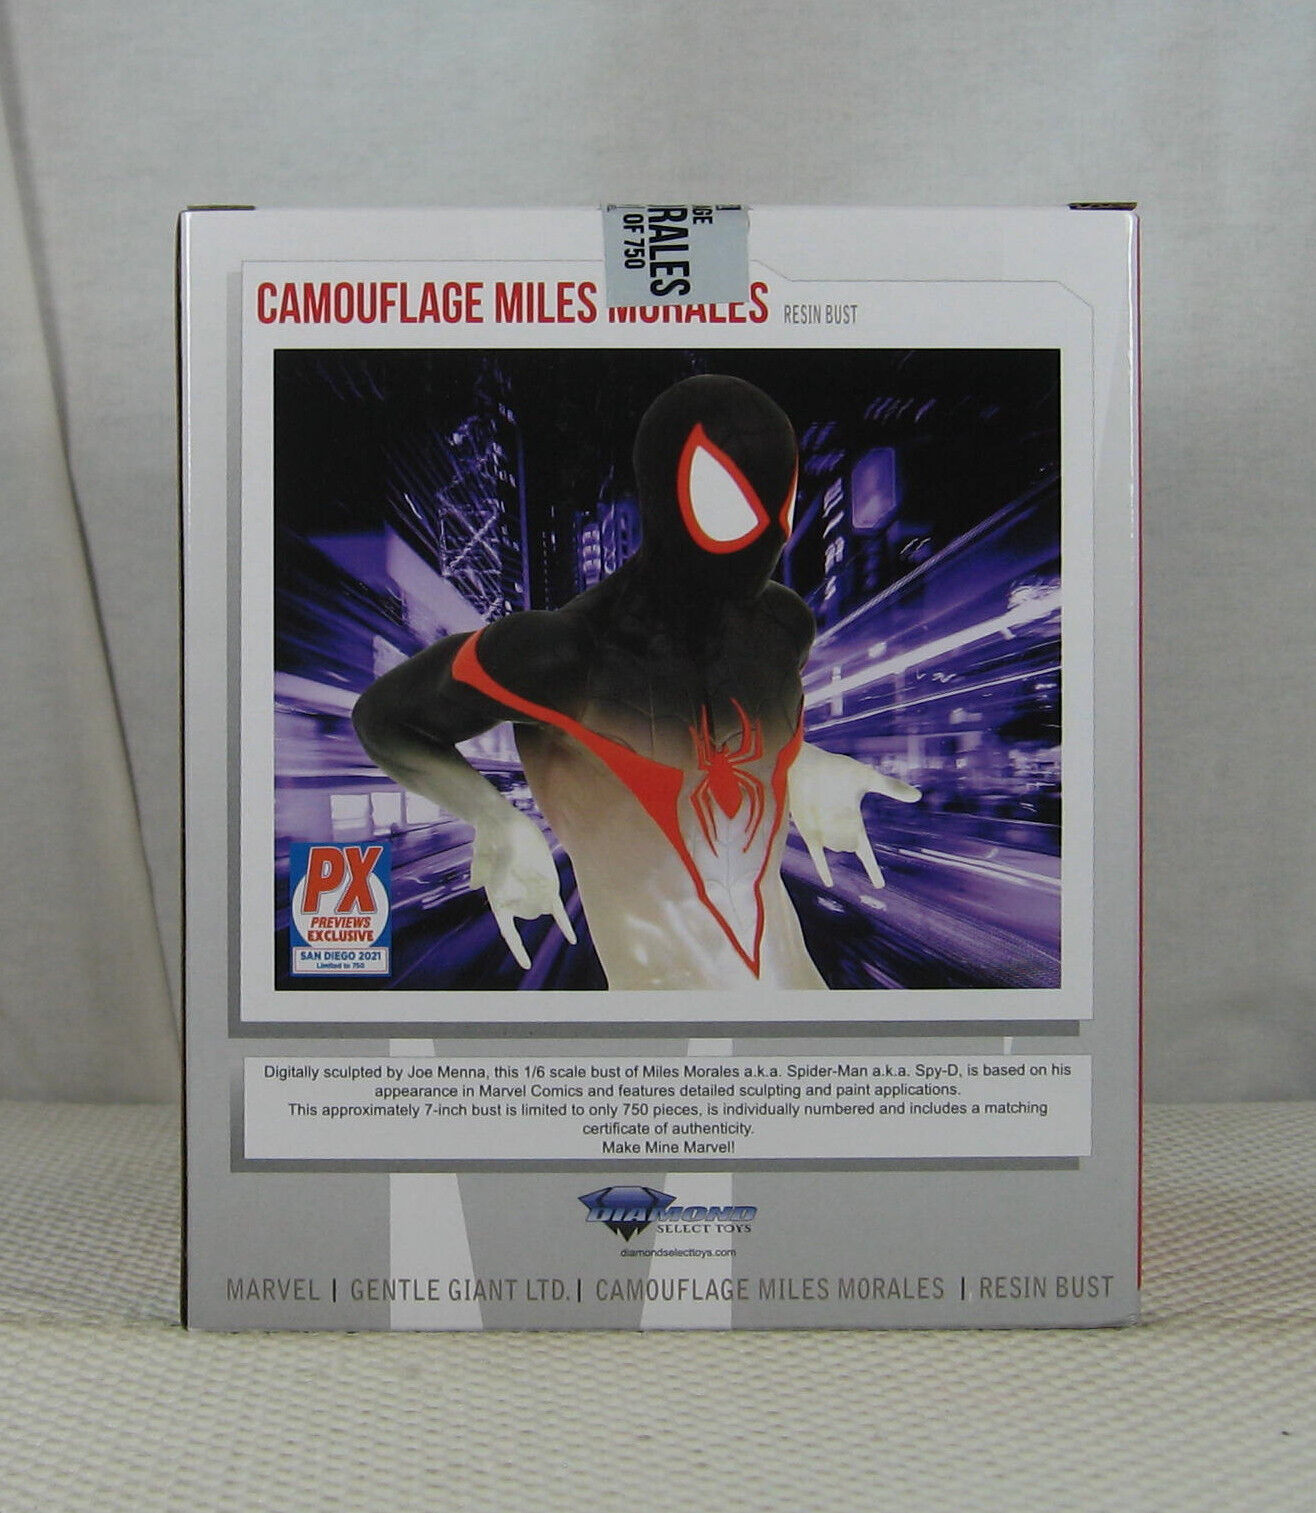 RALES
OF 750
CAMOUFLAGE MILES MORALES RESIN BUST
PX
PREVIEWS
EXCLUSIVE
SAN DIEGO 2021
Limited to 750
Digitally sculpted by Joe Menna, this 1/6 scale bust of Miles Morales a.k.a. Spider-Man a.k.a. Spy-D, is based on his
appearance in Marvel Comics and features detailed sculpting and paint applications.
This approximately 7-inch bust is limited to only 750 pieces, is individually numbered and includes a matching
certificate of authenticity.
Make Mine Marvel!
DIAMOND
SELECT TOYS
diamondselecttoys.com
MARVEL | GENTLE GIANT LTD. | CAMOUFLAGE MILES MORALES | RESIN BUST